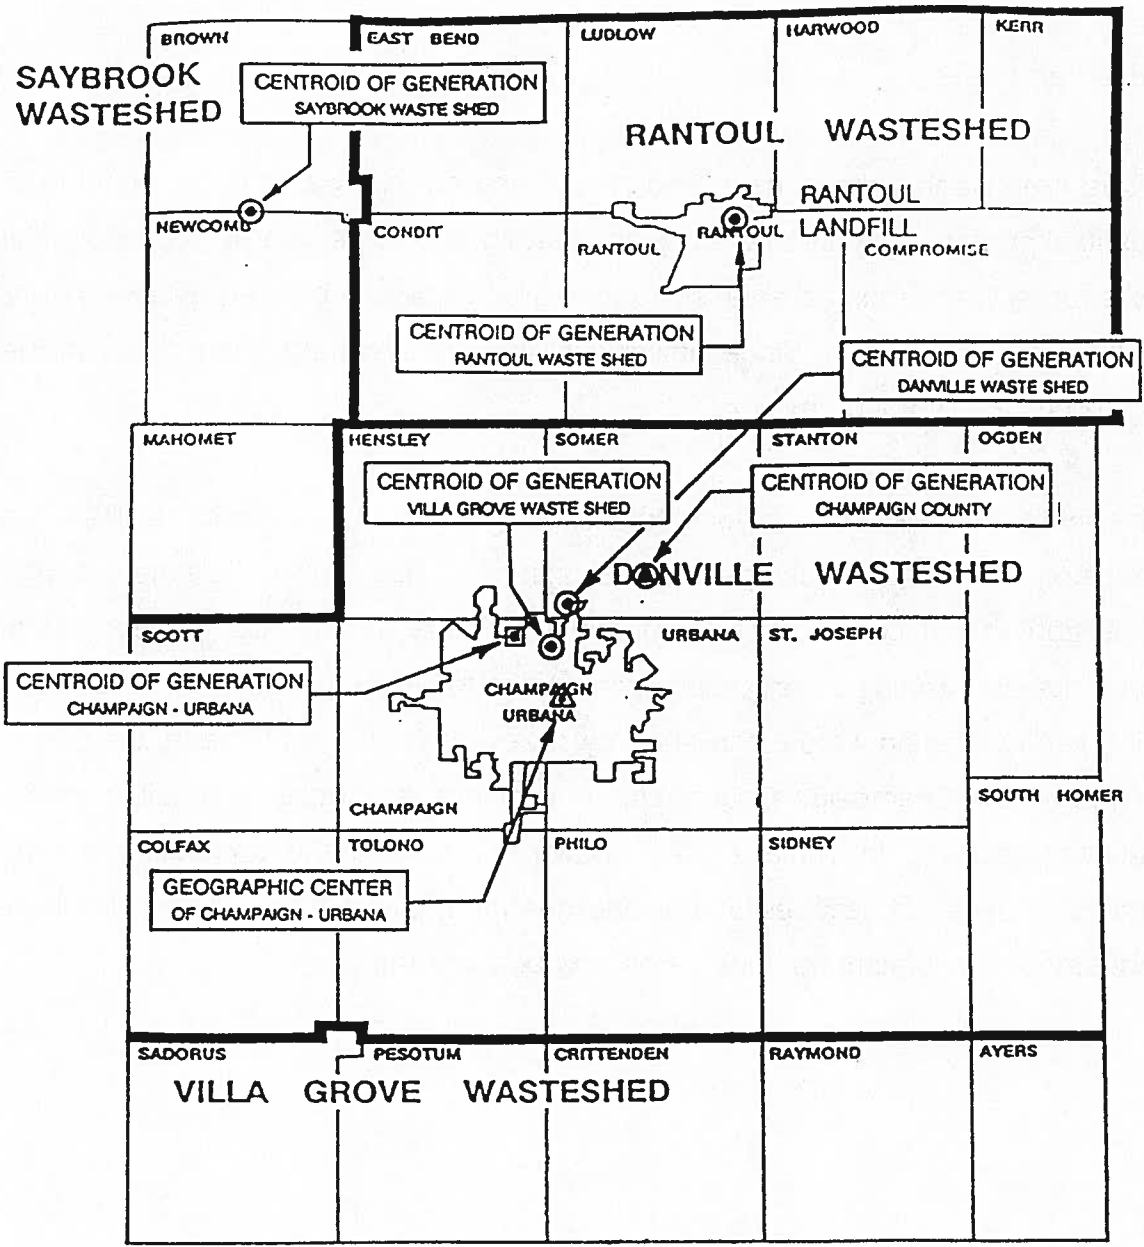 BROWN
EAST BEND
LUDLOW
HARWOOD
KERR
SAYBROOK
WASTESHED
CENTROID OF GENERATION
SAYBROOK WASTE SHED
RANTOUL WASTESHED
NEWCOMB
CONDIT
RANTOUL
RANTOUL
RANTOUL
LANDFILL
COMPROMISE
CENTROID OF GENERATION
RANTOUL WASTE SHED
CENTROID OF GENERATION
DANVILLE WASTE SHED
MAHOMET
HENSLEY
SOMER
STANTON
OGDEN
CENTROID OF GENERATION
VILLA GROVE WASTE SHED
CENTROID OF GENERATION
CHAMPAIGN COUNTY
DANVILLE WASTESHED
SCOTT
URBANA
ST. JOSEPH
CENTROID OF GENERATION
CHAMPAIGN - URBANA
CHAMPAIGN
URBANA
CHAMPAIGN
SOUTH HOMER
COLFAX
TOLONO
PHILO
SIDNEY
GEOGRAPHIC CENTER
OF CHAMPAIGN - URBANA
SADORUS
PESOTUM
CRITTENDEN
RAYMOND
AYERS
VILLA GROVE WASTESHED